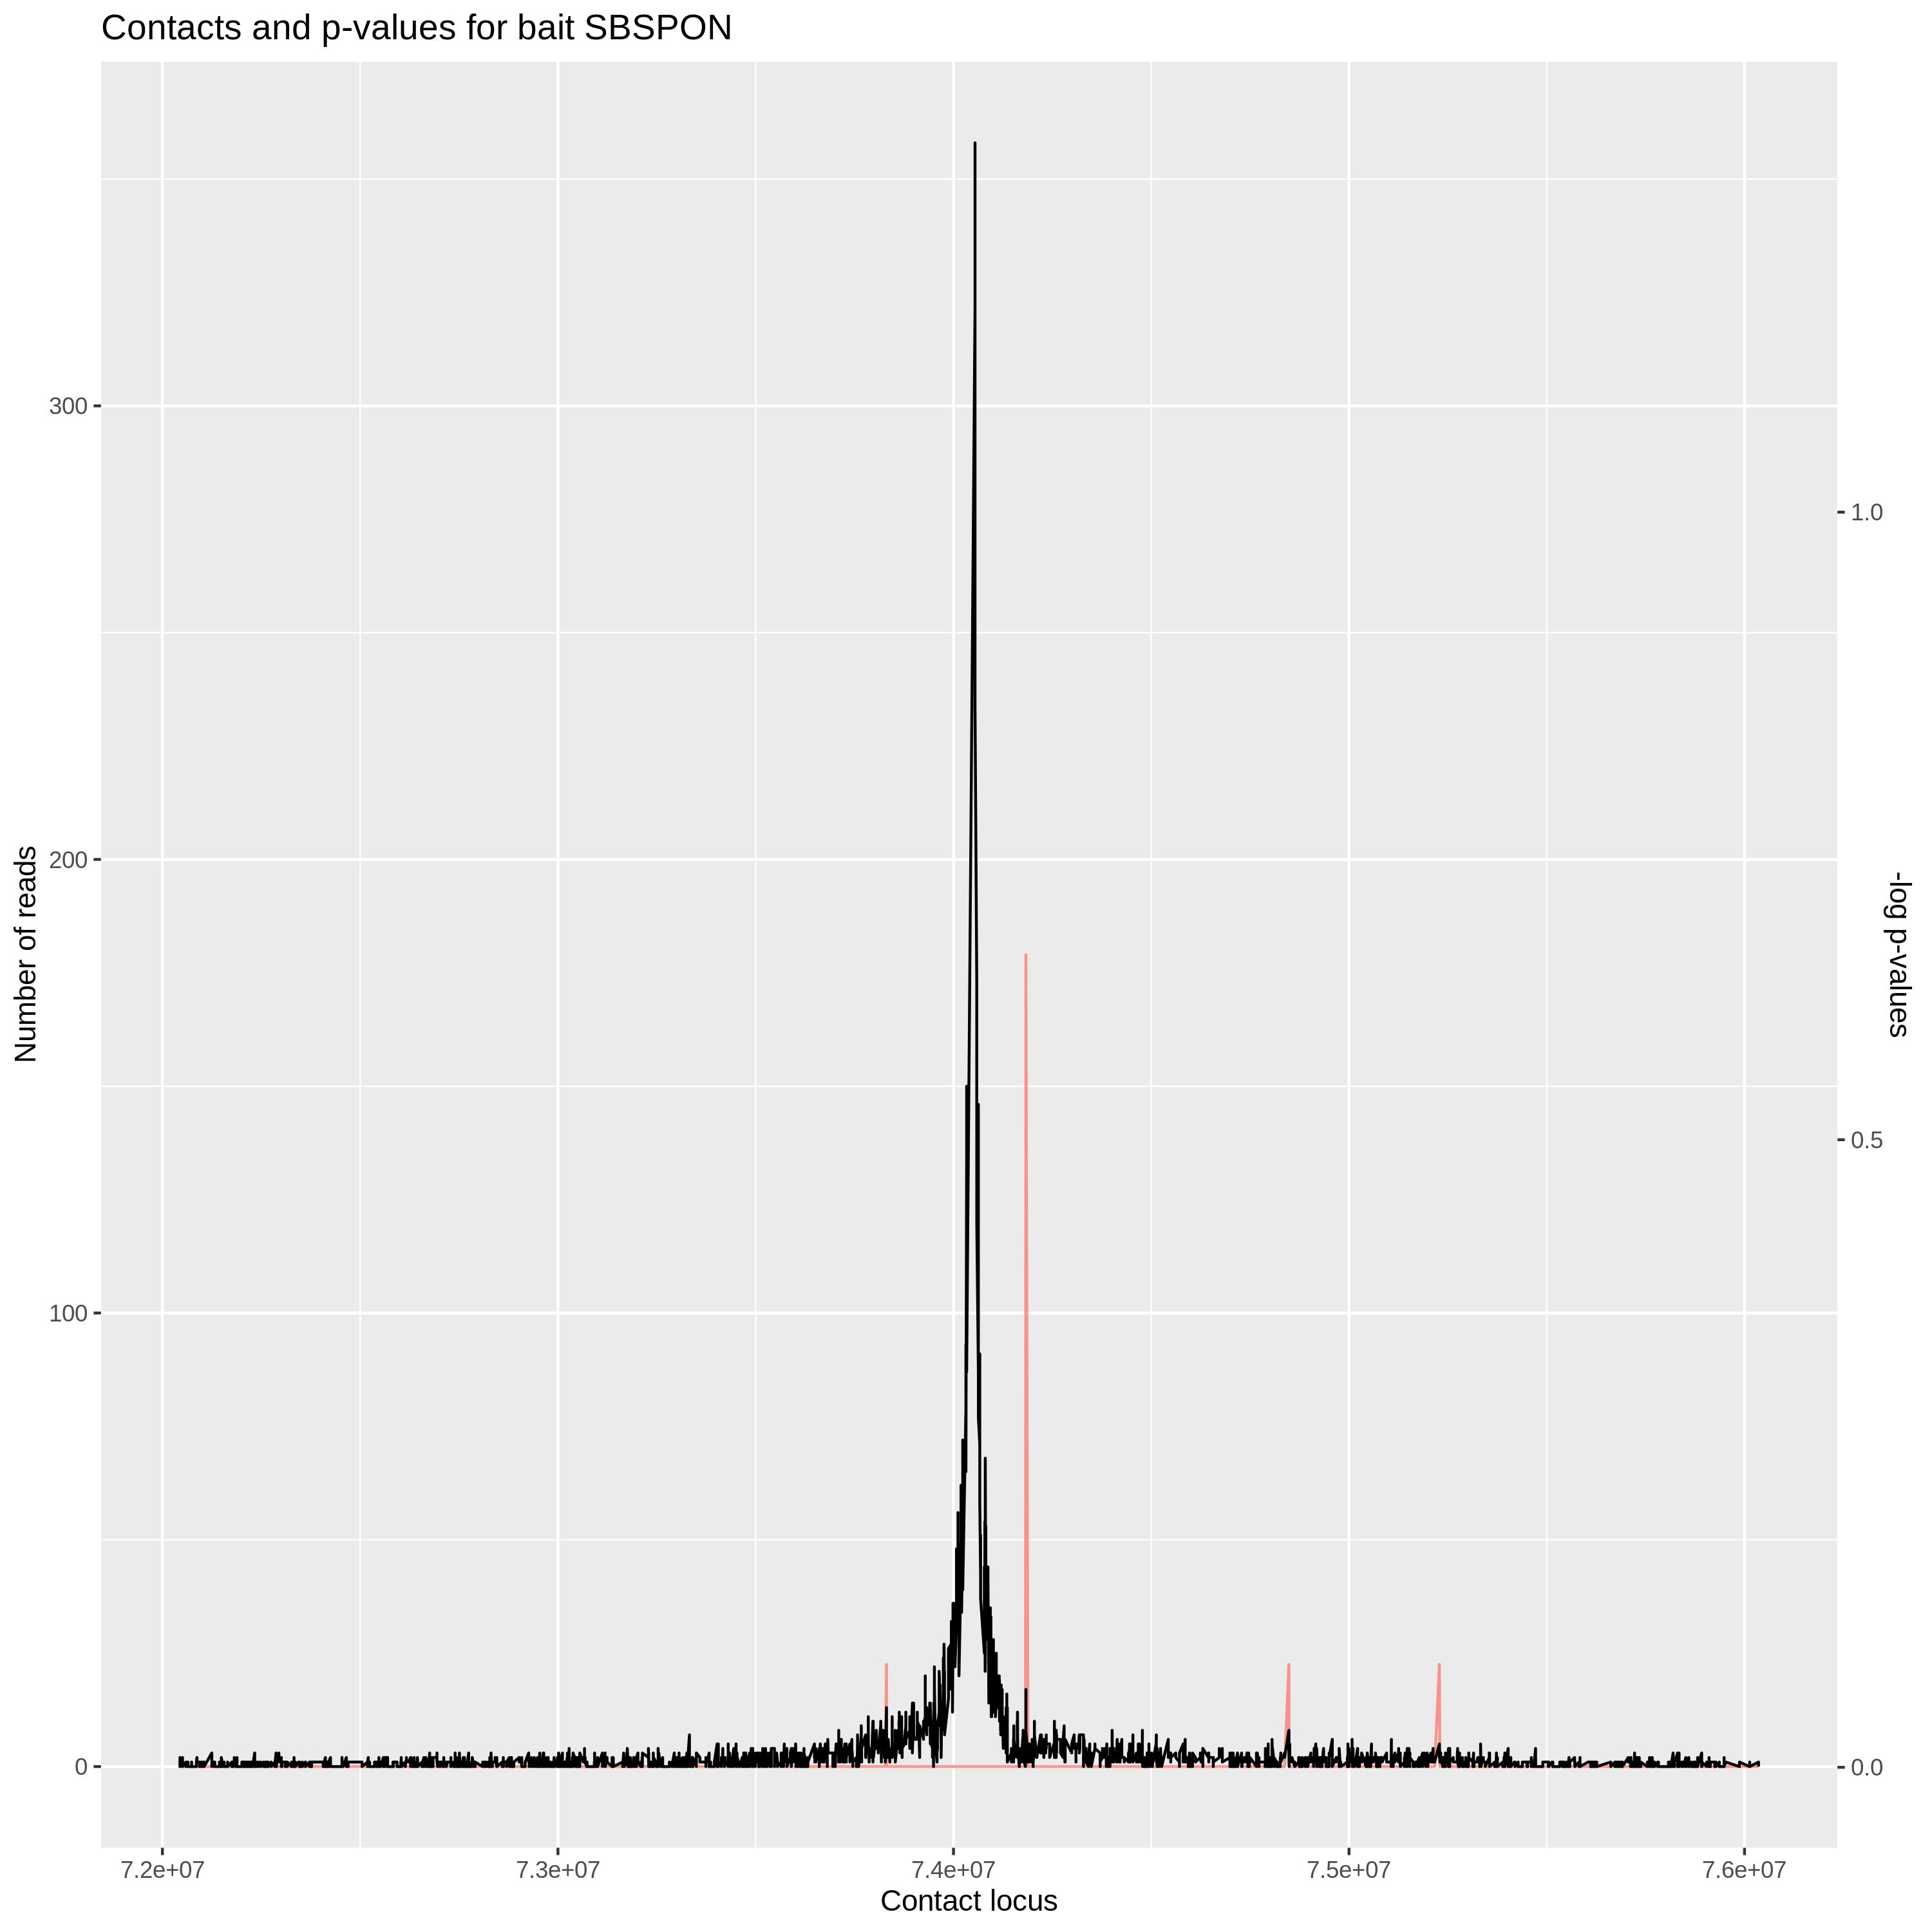 Contacts and p-values for bait SBSPON
300
200
100
0
Number of reads
1.0
0.5
0.0
-log p-values
7.2e+07 7.3e+07 7.4e+07 7.5e+07 7.6e+07
Contact locus